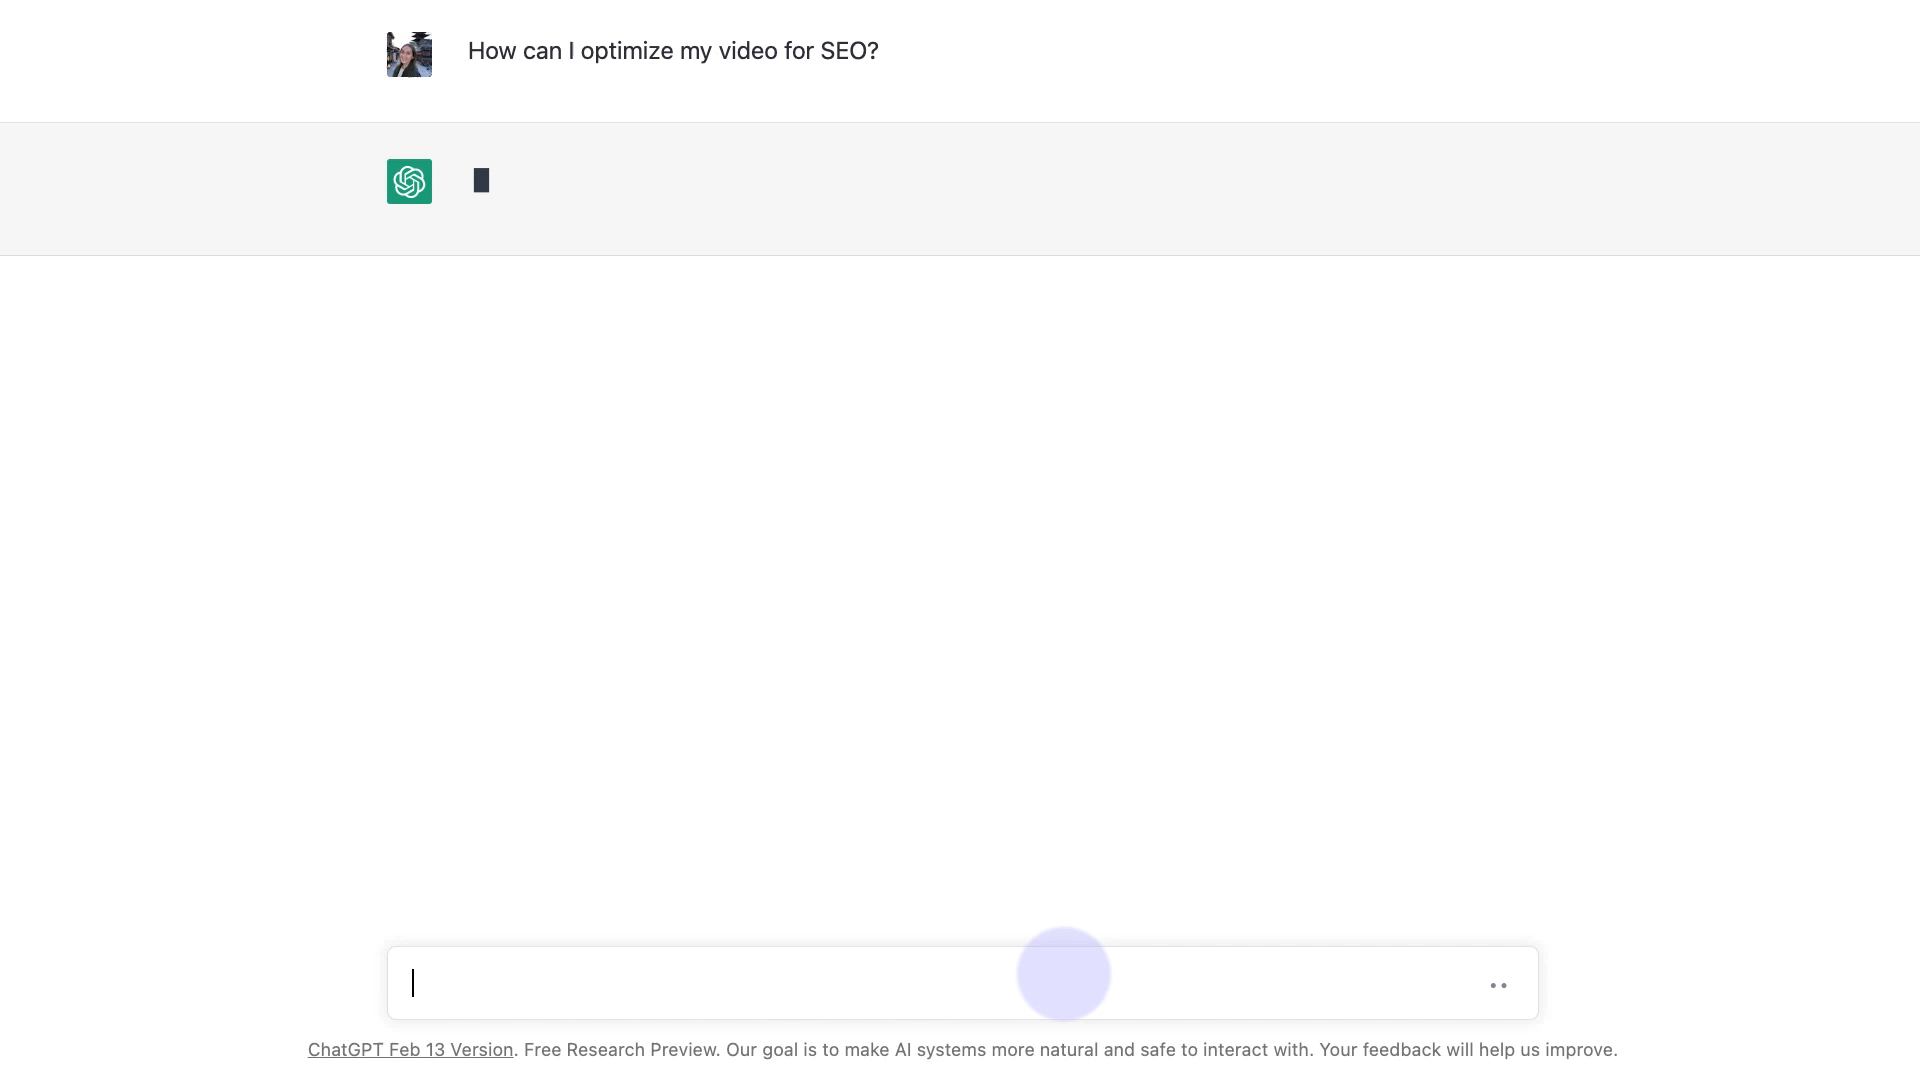 How can I optimize my video for SEO?
ChatGPT Feb 13 Version. Free Research Preview. Our goal is to make AI systems more natural and safe to interact with. Your feedback will help us improve.